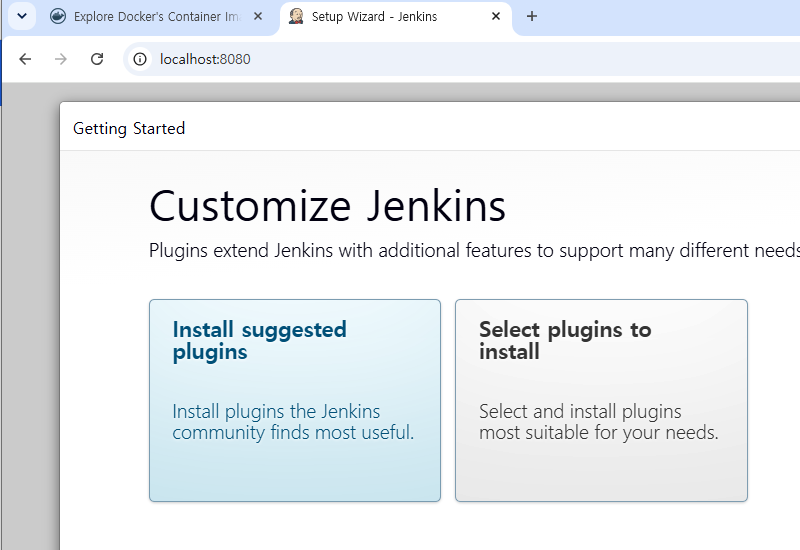 Explore Docker's Container Im
Setup Wizard - Jenkins
localhost:8080
Getting Started
Customize Jenkins
Plugins extend Jenkins with additional features to support many different needs
Install suggested
plugins
Install plugins the Jenkins
community finds most useful.
Select plugins to
install
Select and install plugins
most suitable for your needs.